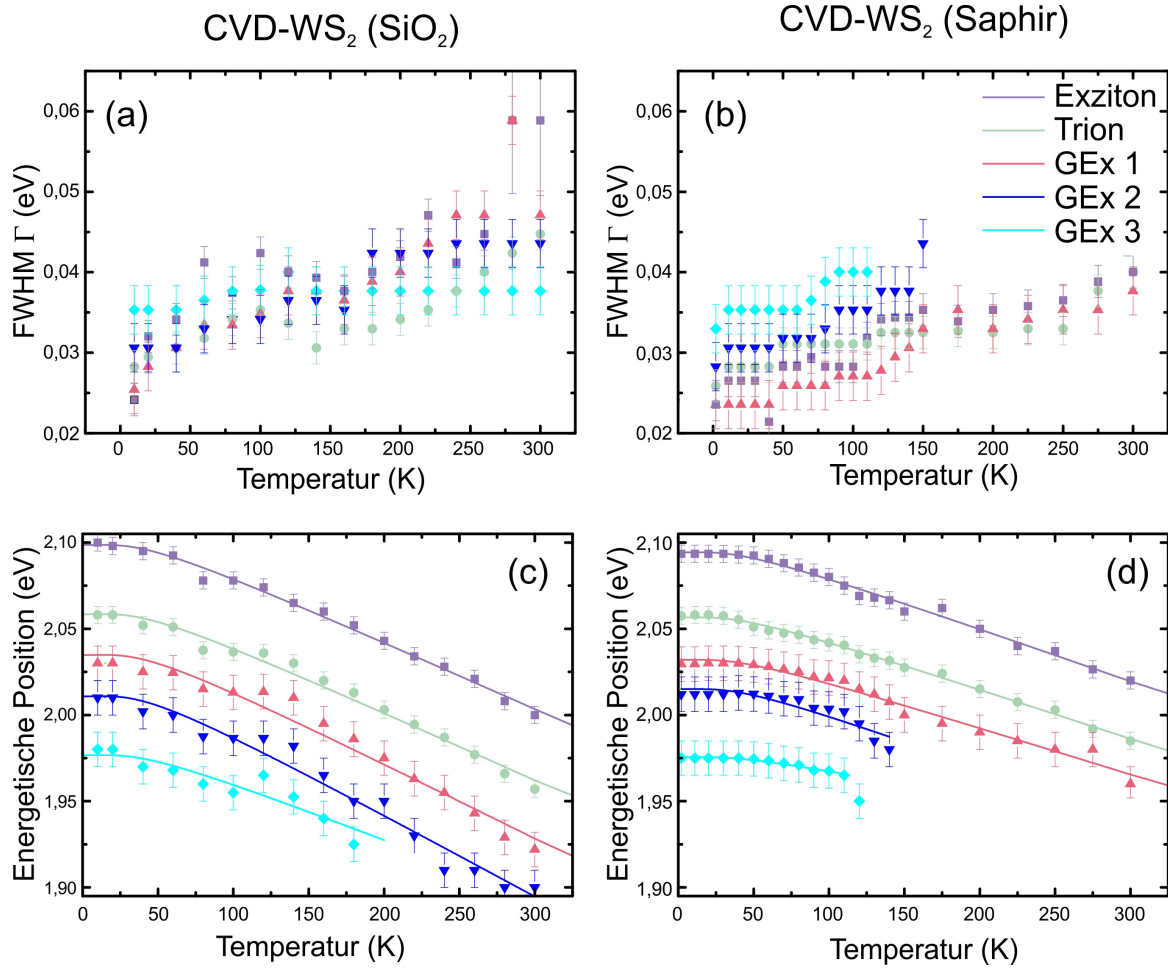 CVD-WS₂ (SiO₂)
CVD-WS₂ (Saphir)
(a)
FWHM Γ (eV)
0,06
0,05
0,04
0,03
0,02
0 50 100 150 200 250 300
Temperatur (K)
(b)
FWHM Γ (eV)
0,06
0,05
0,04
0,03
0,02
0 50 100 150 200 250 300
Temperatur (K)
Exziton
Trion
GEx 1
GEx 2
GEx 3
(c)
Energetische Position (eV)
2,10
2,05
2,00
1,95
1,90
0 50 100 150 200 250 300
Temperatur (K)
(d)
Energetische Position (eV)
2,10
2,05
2,00
1,95
1,90
0 50 100 150 200 250 300
Temperatur (K)